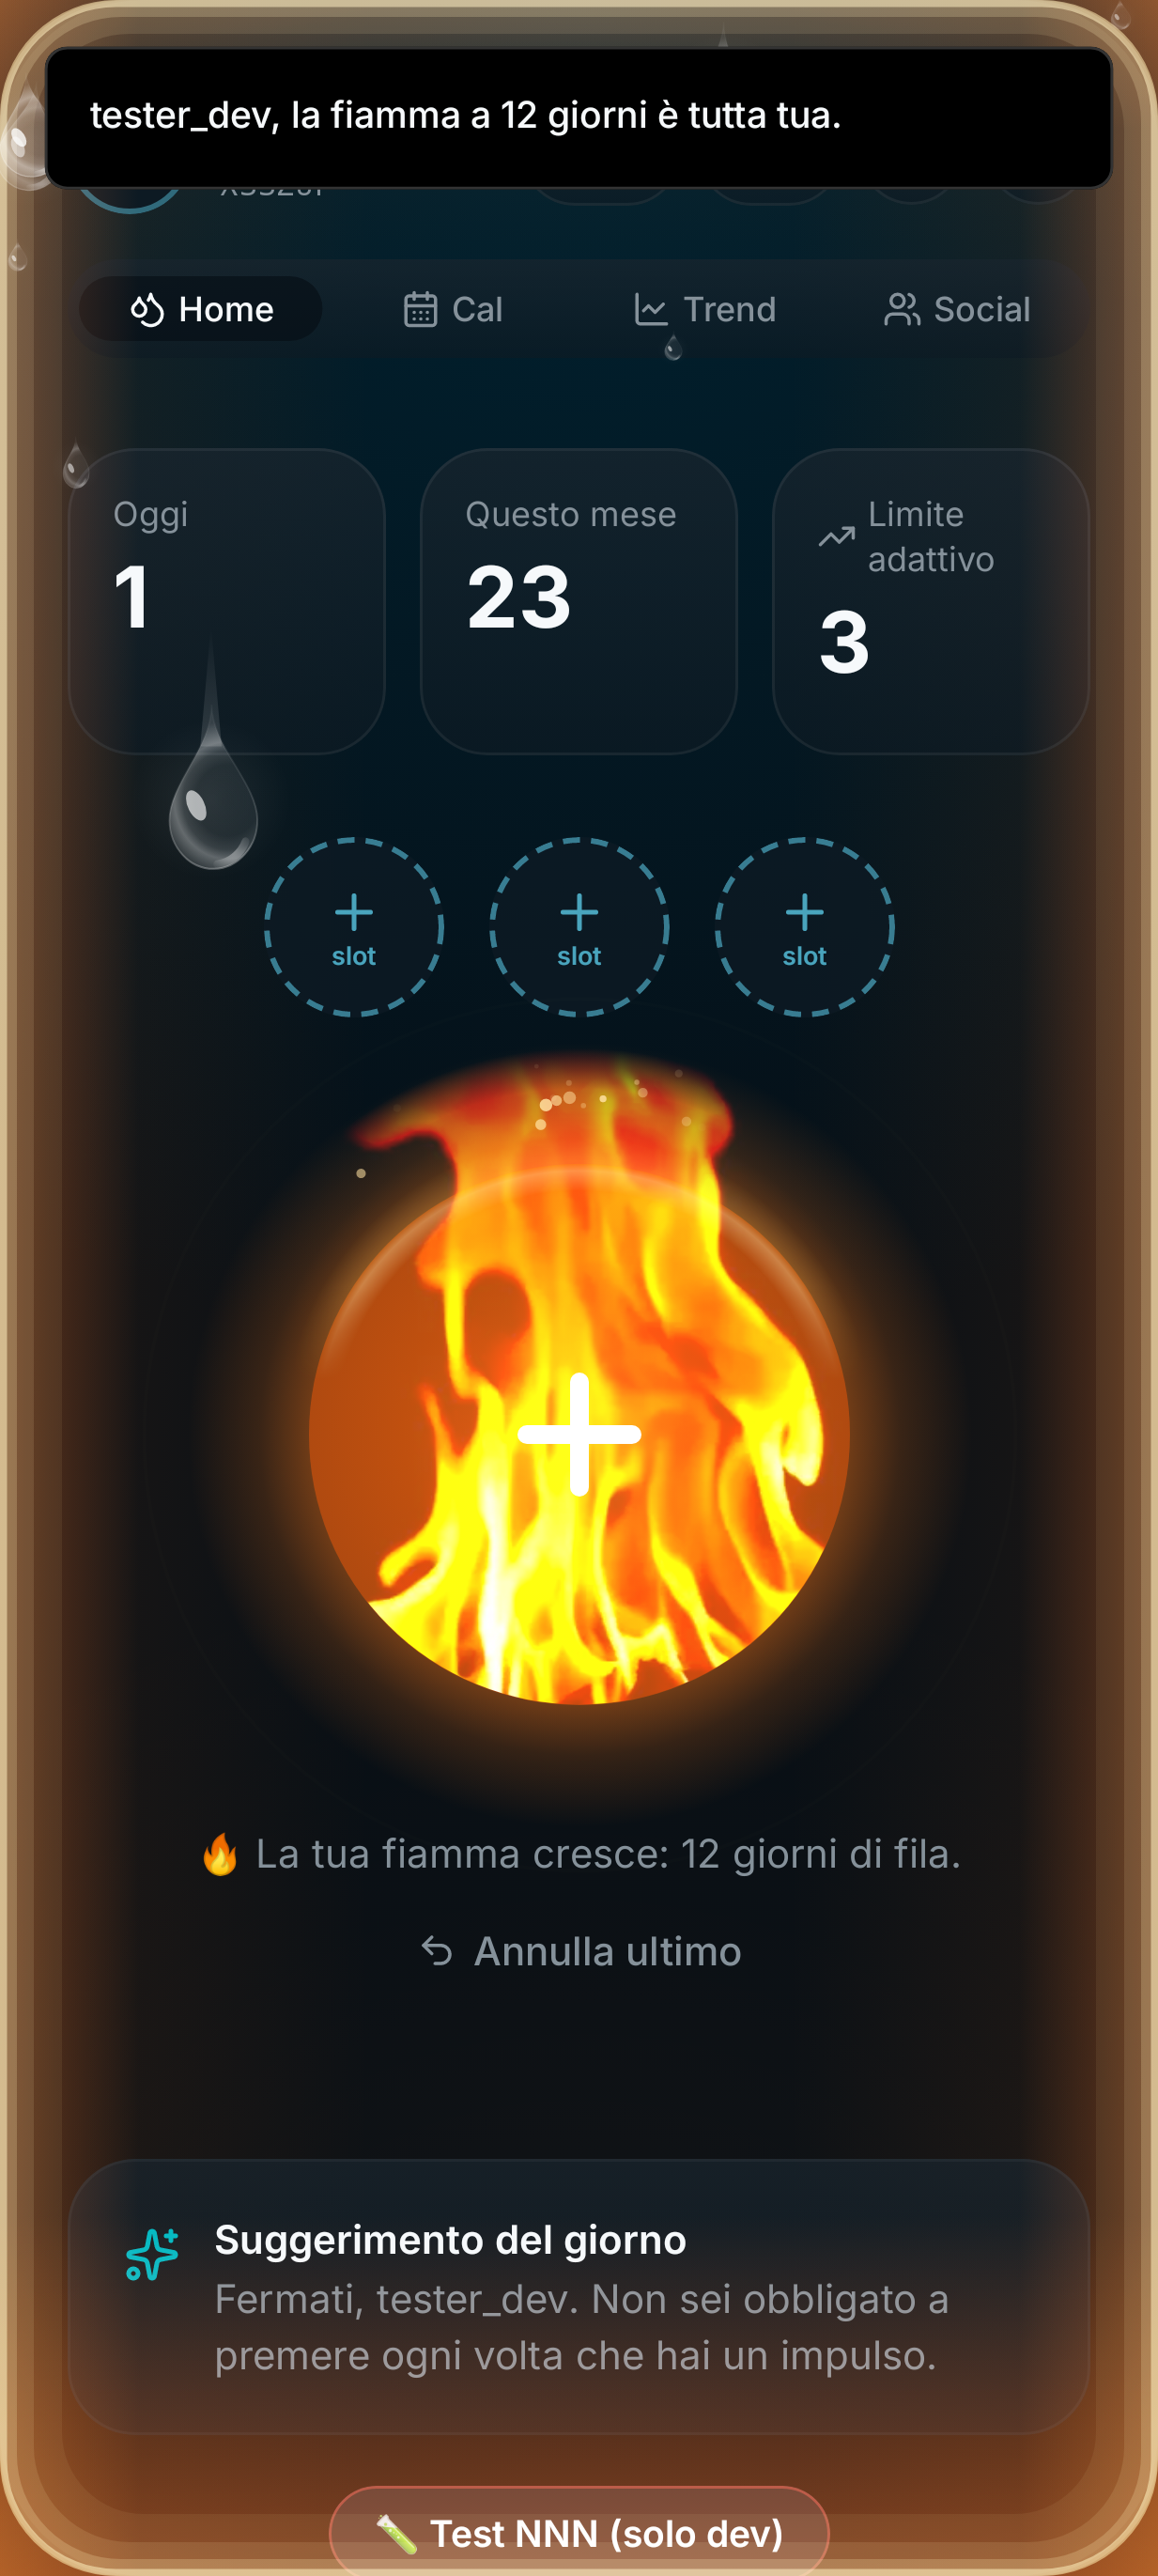 tester_dev, la fiamma a 12 giorni è tutta tua.
Home
Cal
Trend
Social
Oggi
1
Questo mese
23
Limite
adattivo
3
slot
slot
slot
🔥 La tua fiamma cresce: 12 giorni di fila.
Annulla ultimo
Suggerimento del giorno
Fermati, tester_dev. Non sei obbligato a
premere ogni volta che hai un impulso.
Test NNN (solo dev)